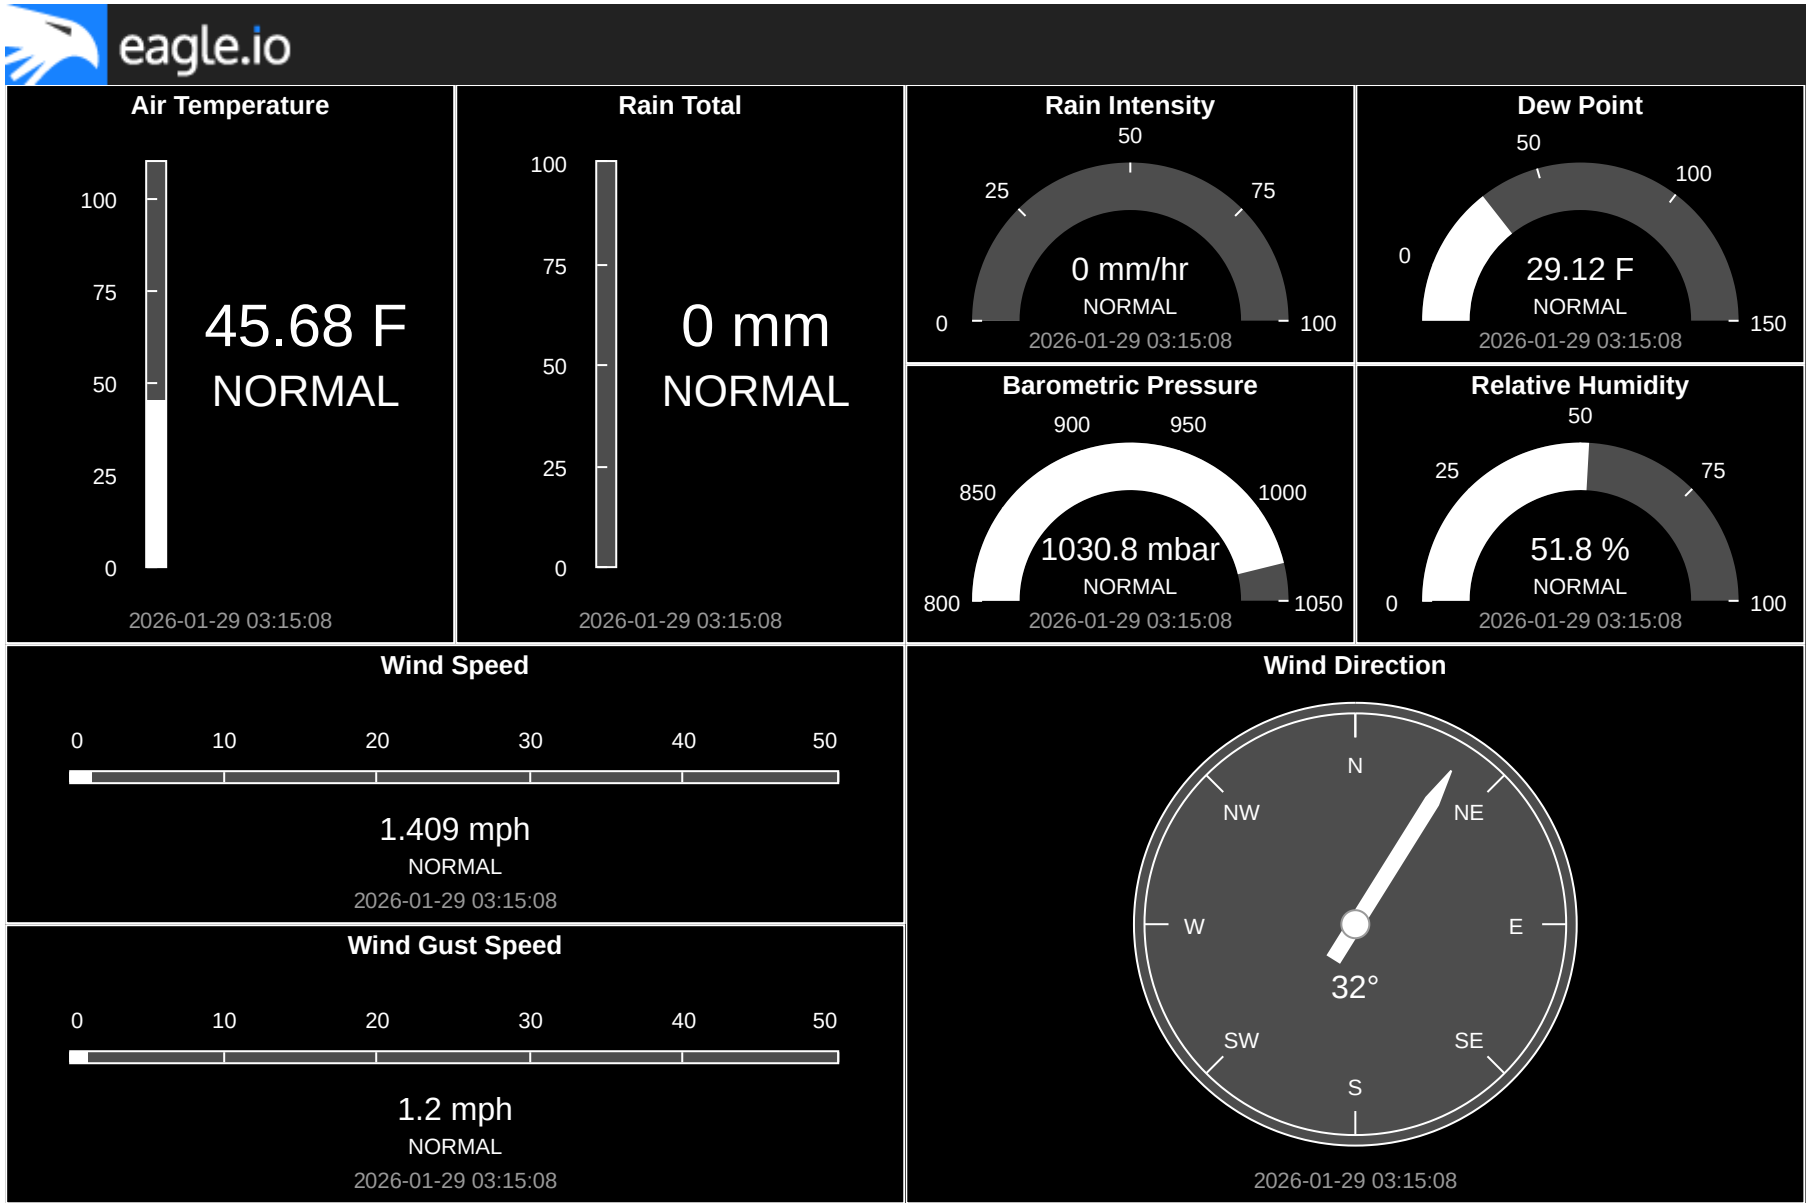 eagle.io
Air Temperature
100
75
50
25
0
45.68 F
NORMAL
2026-01-29 03:15:08
Rain Total
100
75
50
25
0
0 mm
NORMAL
2026-01-29 03:15:08
Rain Intensity
0
25
50
75
100
0 mm/hr
NORMAL
2026-01-29 03:15:08
Dew Point
0
50
100
150
29.12 F
NORMAL
2026-01-29 03:15:08
Barometric Pressure
800
850
900
950
1000
1050
1030.8 mbar
NORMAL
2026-01-29 03:15:08
Relative Humidity
0
25
50
75
100
51.8 %
NORMAL
2026-01-29 03:15:08
Wind Speed
0 10 20 30 40 50
1.409 mph
NORMAL
2026-01-29 03:15:08
Wind Gust Speed
0 10 20 30 40 50
1.2 mph
NORMAL
2026-01-29 03:15:08
Wind Direction
N
NW NE
W E
32°
SW SE
S
2026-01-29 03:15:08